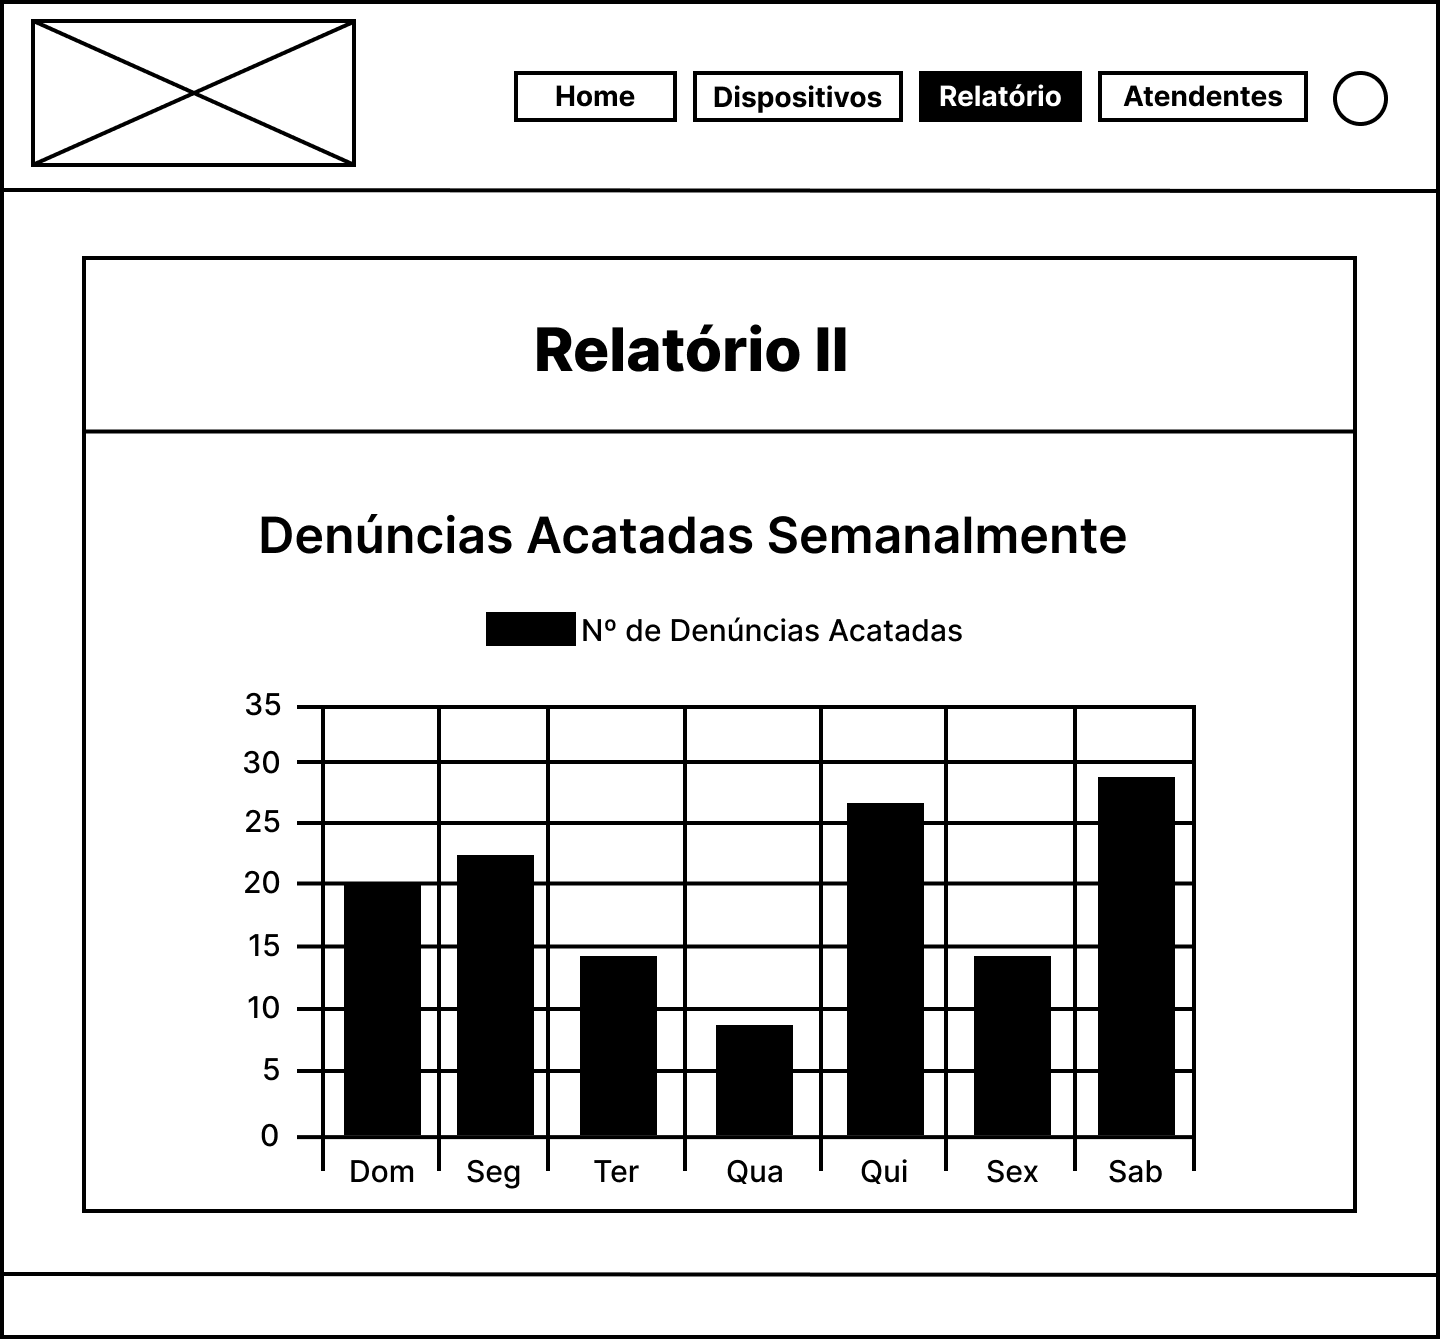 Home Dispositivos Relatório Atendentes
Relatório II
Denúncias Acatadas Semanalmente
Nº de Denúncias Acatadas
35
30
25
20
15
10
5
0
Dom Seg Ter Qua Qui Sex Sab